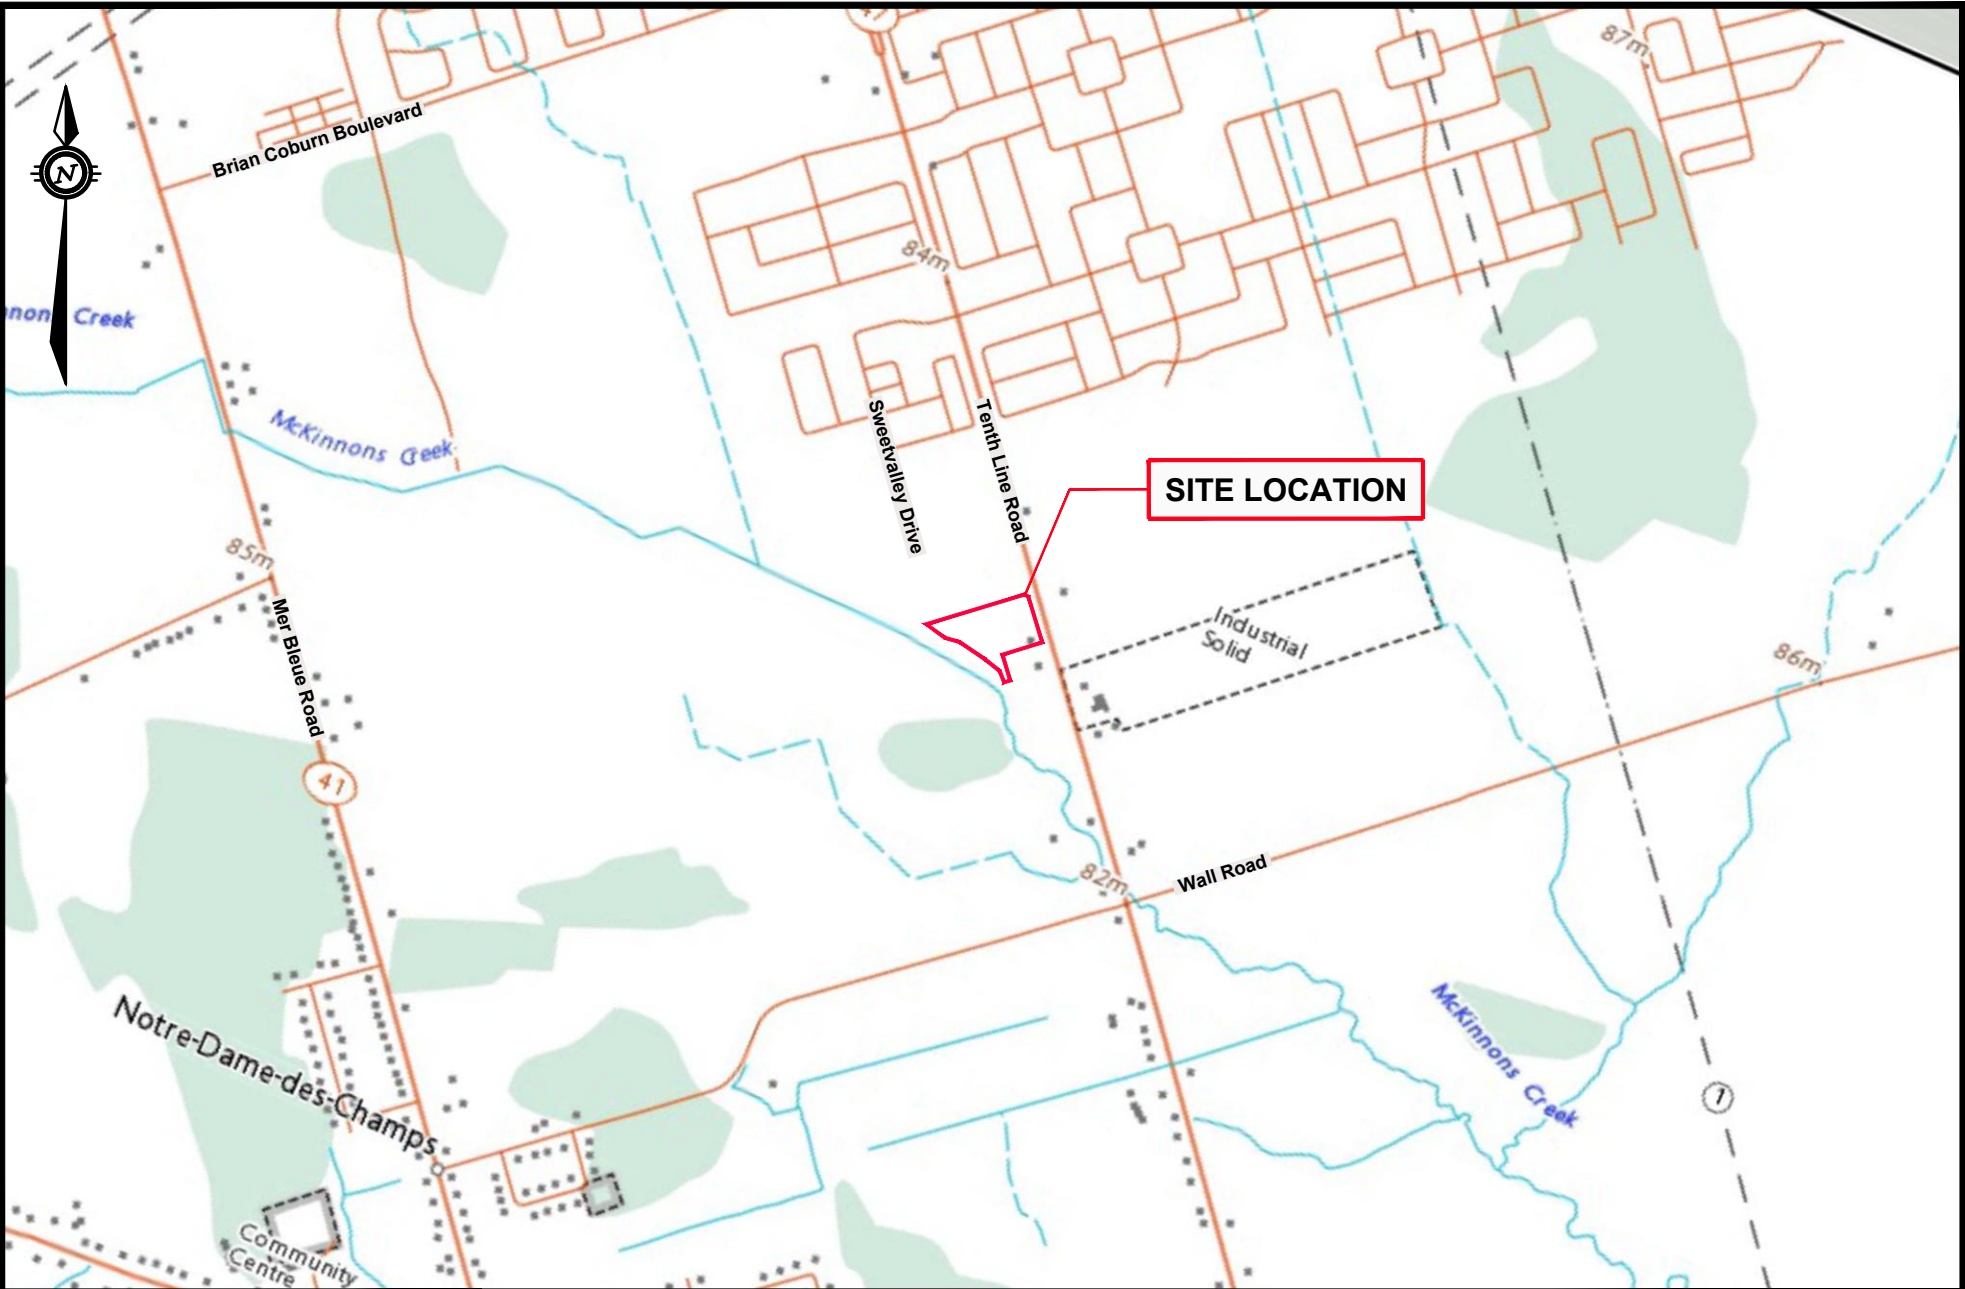 87m
Brian Coburn Boulevard
N
84m
Creek
McKinnons Creek
Sweetvalley Drive
Tenth Line Road
SITE LOCATION
85m
Mer Bleue Road
Industrial
Solid
86m
41
82m
Wall Road
Notre-Dame-des-Champs
McKinnons Creek
1
Community
Centre